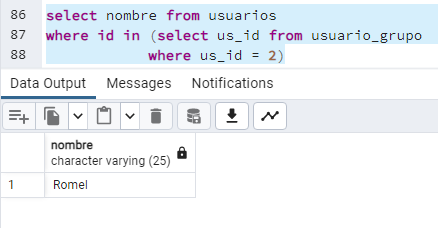 86 select nombre from usuarios
87 where id in (select us_id from usuario_grupo
88 where us_id = 2)
Data Output Messages Notifications
nombre
character varying (25)
1 Romel